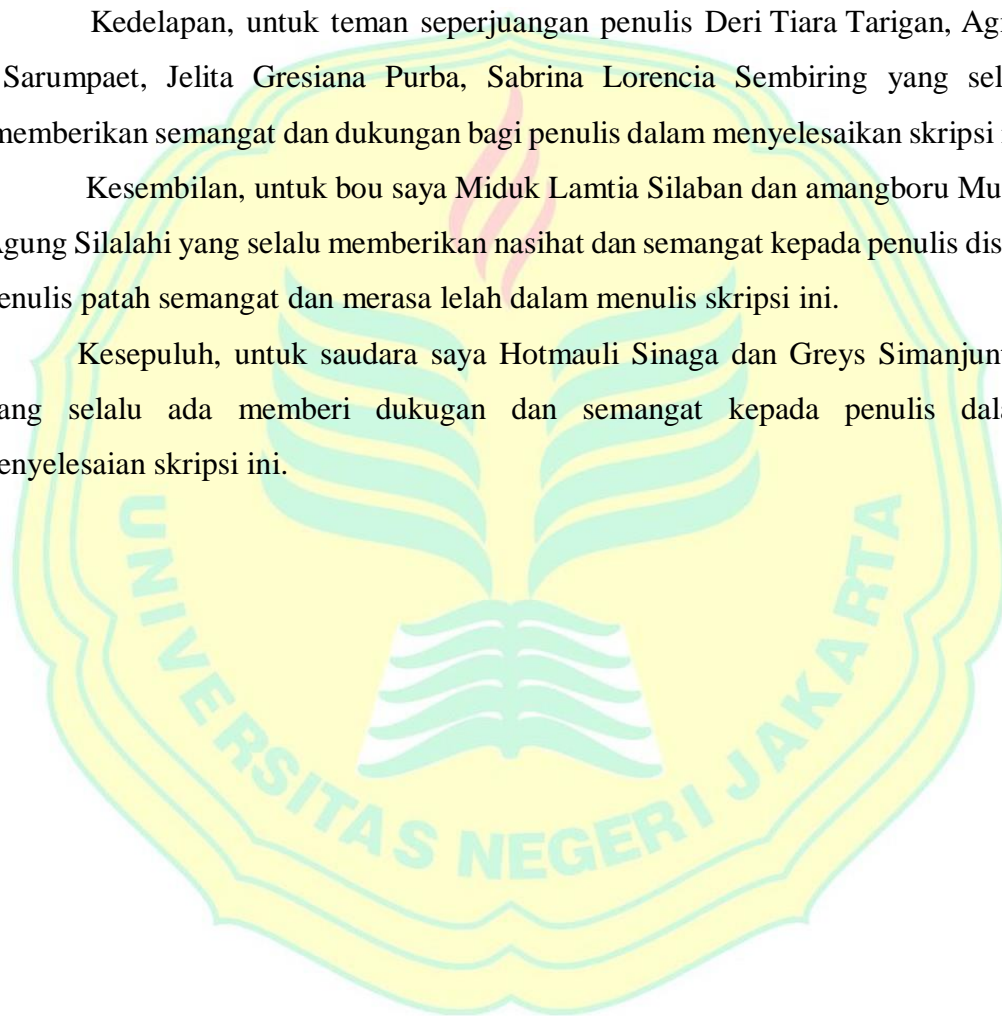 Kedelapan, untuk teman seperjuangan penulis Deri Tiara Tarigan,
Sarumpaet, Jelita Gresiana Purba, Sabrina Lorencia Sembiring yang
memberikan semangat dan dukungan bagi penulis dalam menyelesaikan skripsi
Kesembilan, untuk bou saya Miduk Lamtia Silaban dan amangboru
Agung Silalahi yang selalu memberikan nasihat dan semangat kepada penulis
enulis patah semangat dan merasa lelah dalam menulis skripsi ini.
Kesepuluh, untuk saudara saya Hotmauli Sinaga dan Greys
ang selalu ada memberi dukugan dan semangat kepada penulis
enyelesaian skripsi ini.
UNIVERSITAS NEGERI JAKARTA